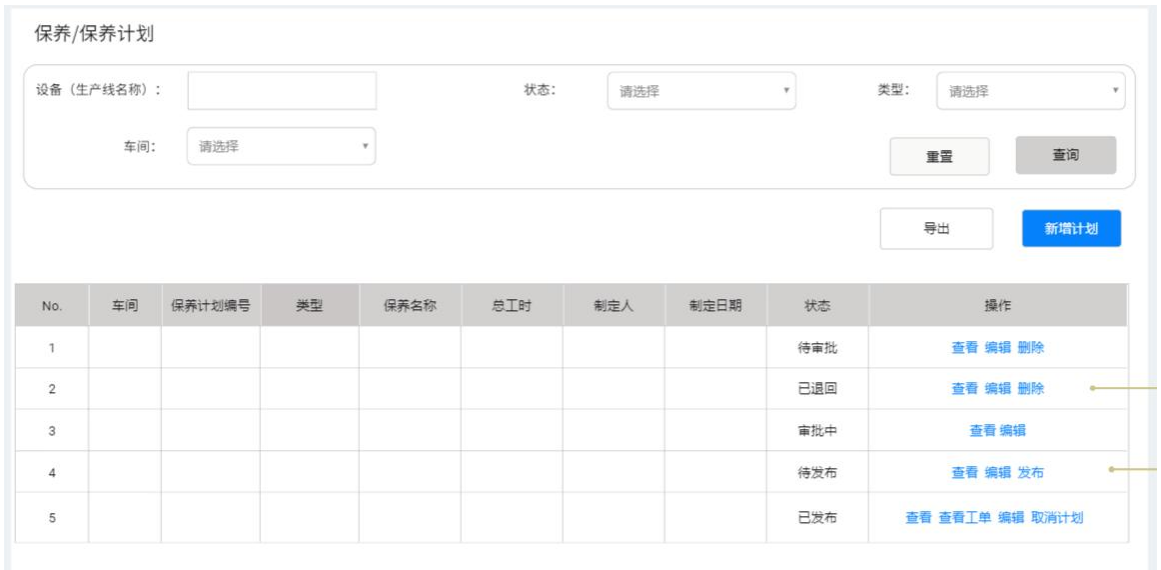 保养/保养计划
设备（生产线名称）： 状态： 请选择 类型： 请选择
车间： 请选择 重置 查询
导出 新增计划
No. 车间 保养计划编号 类型 保养名称 总工时 制定人 制定日期 状态 操作
1 待审批 查看 编辑 删除
2 已退回 查看 编辑 删除
3 审批中 查看 编辑
4 待发布 查看 编辑 发布
5 已发布 查看 查看工单 编辑 取消计划